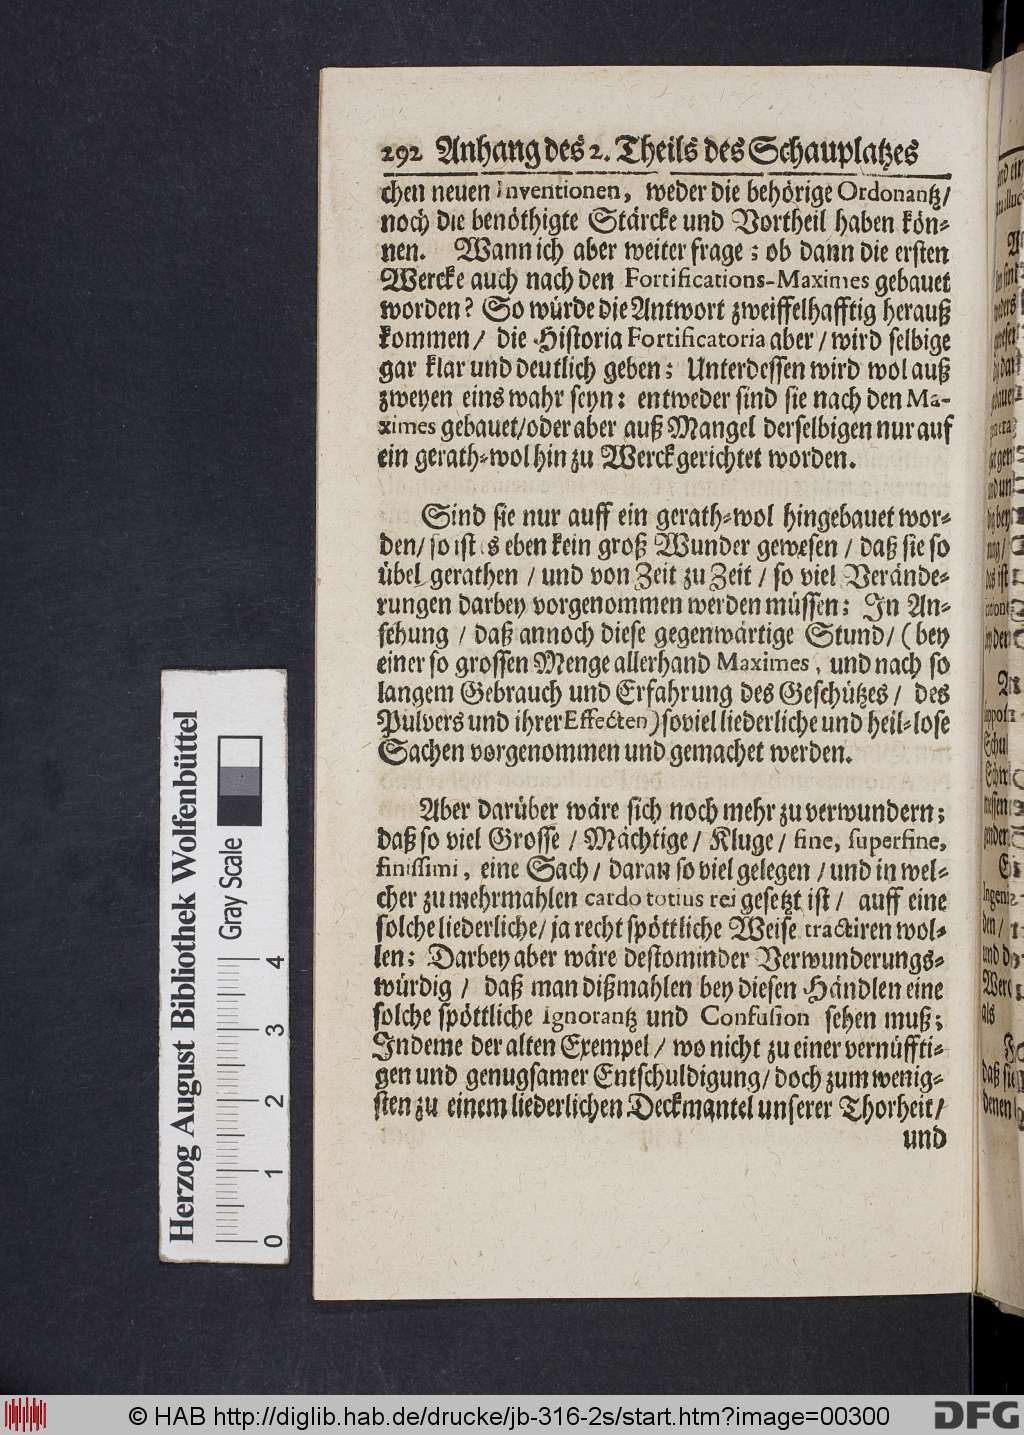 292 Anhang des 2. Theils des Schauplatzes
chen neuen Inventionen, weder die behörige Ordonantz/
noch die benöthigte Stärcke und Vortheil haben kön-
nen. Wann ich aber weiter frage; ob dann die ersten
Wercke auch nach den Fortifications-Maximes gebauet
worden? So würde die Antwort zweiffelhafftig herauß
kommen/ die Historia Fortificatoria aber/ wird selbige
gar klar und deutlich geben; Unterdessen wird wol auß
zweyen eins wahr seyn: entweder sind sie nach den Ma-
ximes gebauet/oder aber auß Mangel derselbigen nur auf
ein gerath-wol hin zu Werck gerichtet worden.
Sind sie nur auff ein gerath-wol hingebauet wor-
den/ so ist es eben kein groß Wunder gewesen/ daß sie so
übel gerathen/ und von Zeit zu Zeit/ so viel Verände-
rungen darbey vorgenommen werden müssen; In An-
sehung/ daß annoch diese gegenwärtige Stund/ (bey
einer so grossen Menge allerhand Maximes, und nach so
langem Gebrauch und Erfahrung des Geschützes/ des
Pulvers und ihrer Effecten) soviel liederliche und heil-lose
Sachen vorgenommen und gemachet werden.
Aber darüber wäre sich noch mehr zu verwundern;
daß so viel Grosse/ Mächtige/ Kluge/ fine, superfine,
finissimi, eine Sach/ daran so viel gelegen/ und in wel-
cher zu mehrmahlen cardo totius rei gesetzt ist/ auff eine
solche liederliche/ ja recht spöttliche Weise tractiren wol-
len; Darbey aber wäre destominder Verwunderungs-
würdig/ daß man dißmahlen bey diesen Händlen eine
solche spöttliche Ignorantz und Confusion sehen muß;
Indeme der alten Exempel/ wo nicht zu einer vernüffti-
gen und genugsamer Entschuldigung/ doch zum wenig-
sten zu einem liederlichen Deckmantel unserer Thorheit/
und
Herzog August Bibliothek Wolfenbüttel
Gray Scale
0 1 2 3 4
© HAB http://diglib.hab.de/drucke/jb-316-2s/start.htm?image=00300
DFG